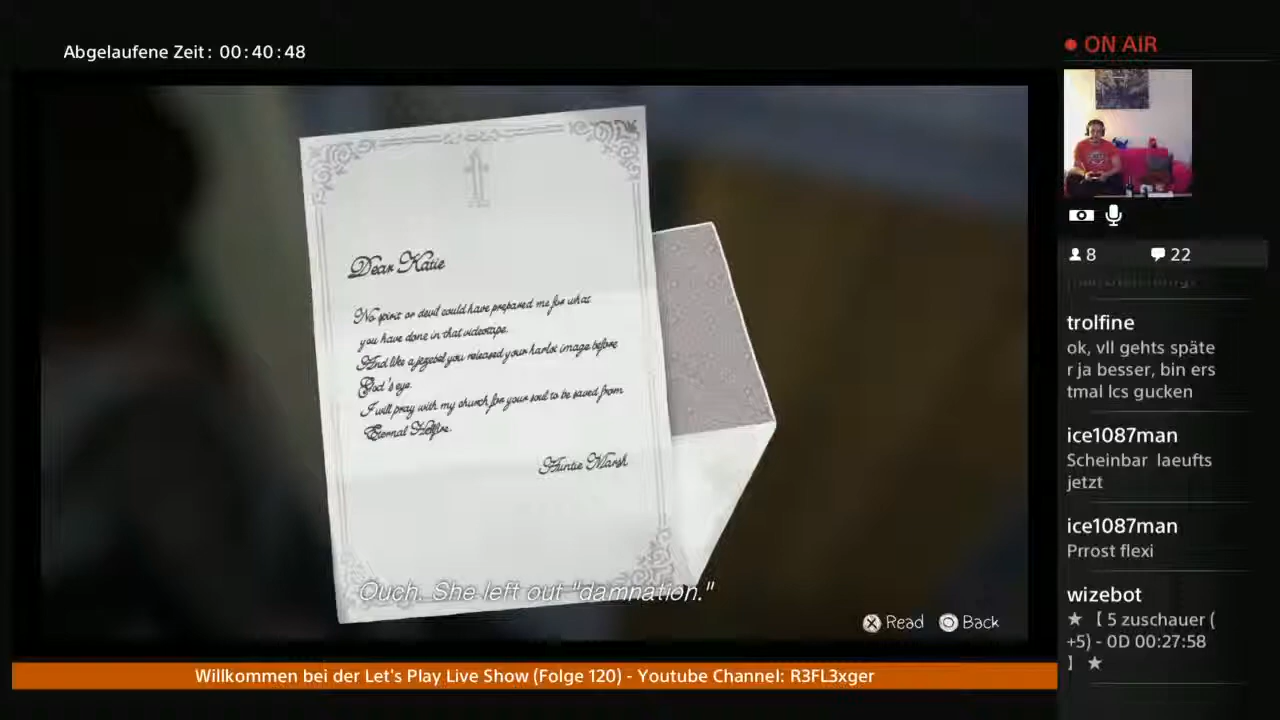 Abgelaufene Zeit: 00:40:48
ON AIR
Dear Katie
No spirit or devil could have prepared me for what
you have done in that videotape.
And like a jezebel you released your harlot image before
God's eye.
I will pray with my church for your soul to be saved from
Eternal Hellfire.
Auntie Marsh
Ouch. She left out "damnation."
Read Back
8 22
trolfine
ok, vll gehts späte
r ja besser, bin ers
tmal lcs gucken
ice1087man
Scheinbar laeufts
jetzt
ice1087man
Prrost flexi
wizebot
★ [ 5 zuschauer (
+5) - 0D 00:27:58
] ★
Willkommen bei der Let's Play Live Show (Folge 120) - Youtube Channel: R3FL3xger